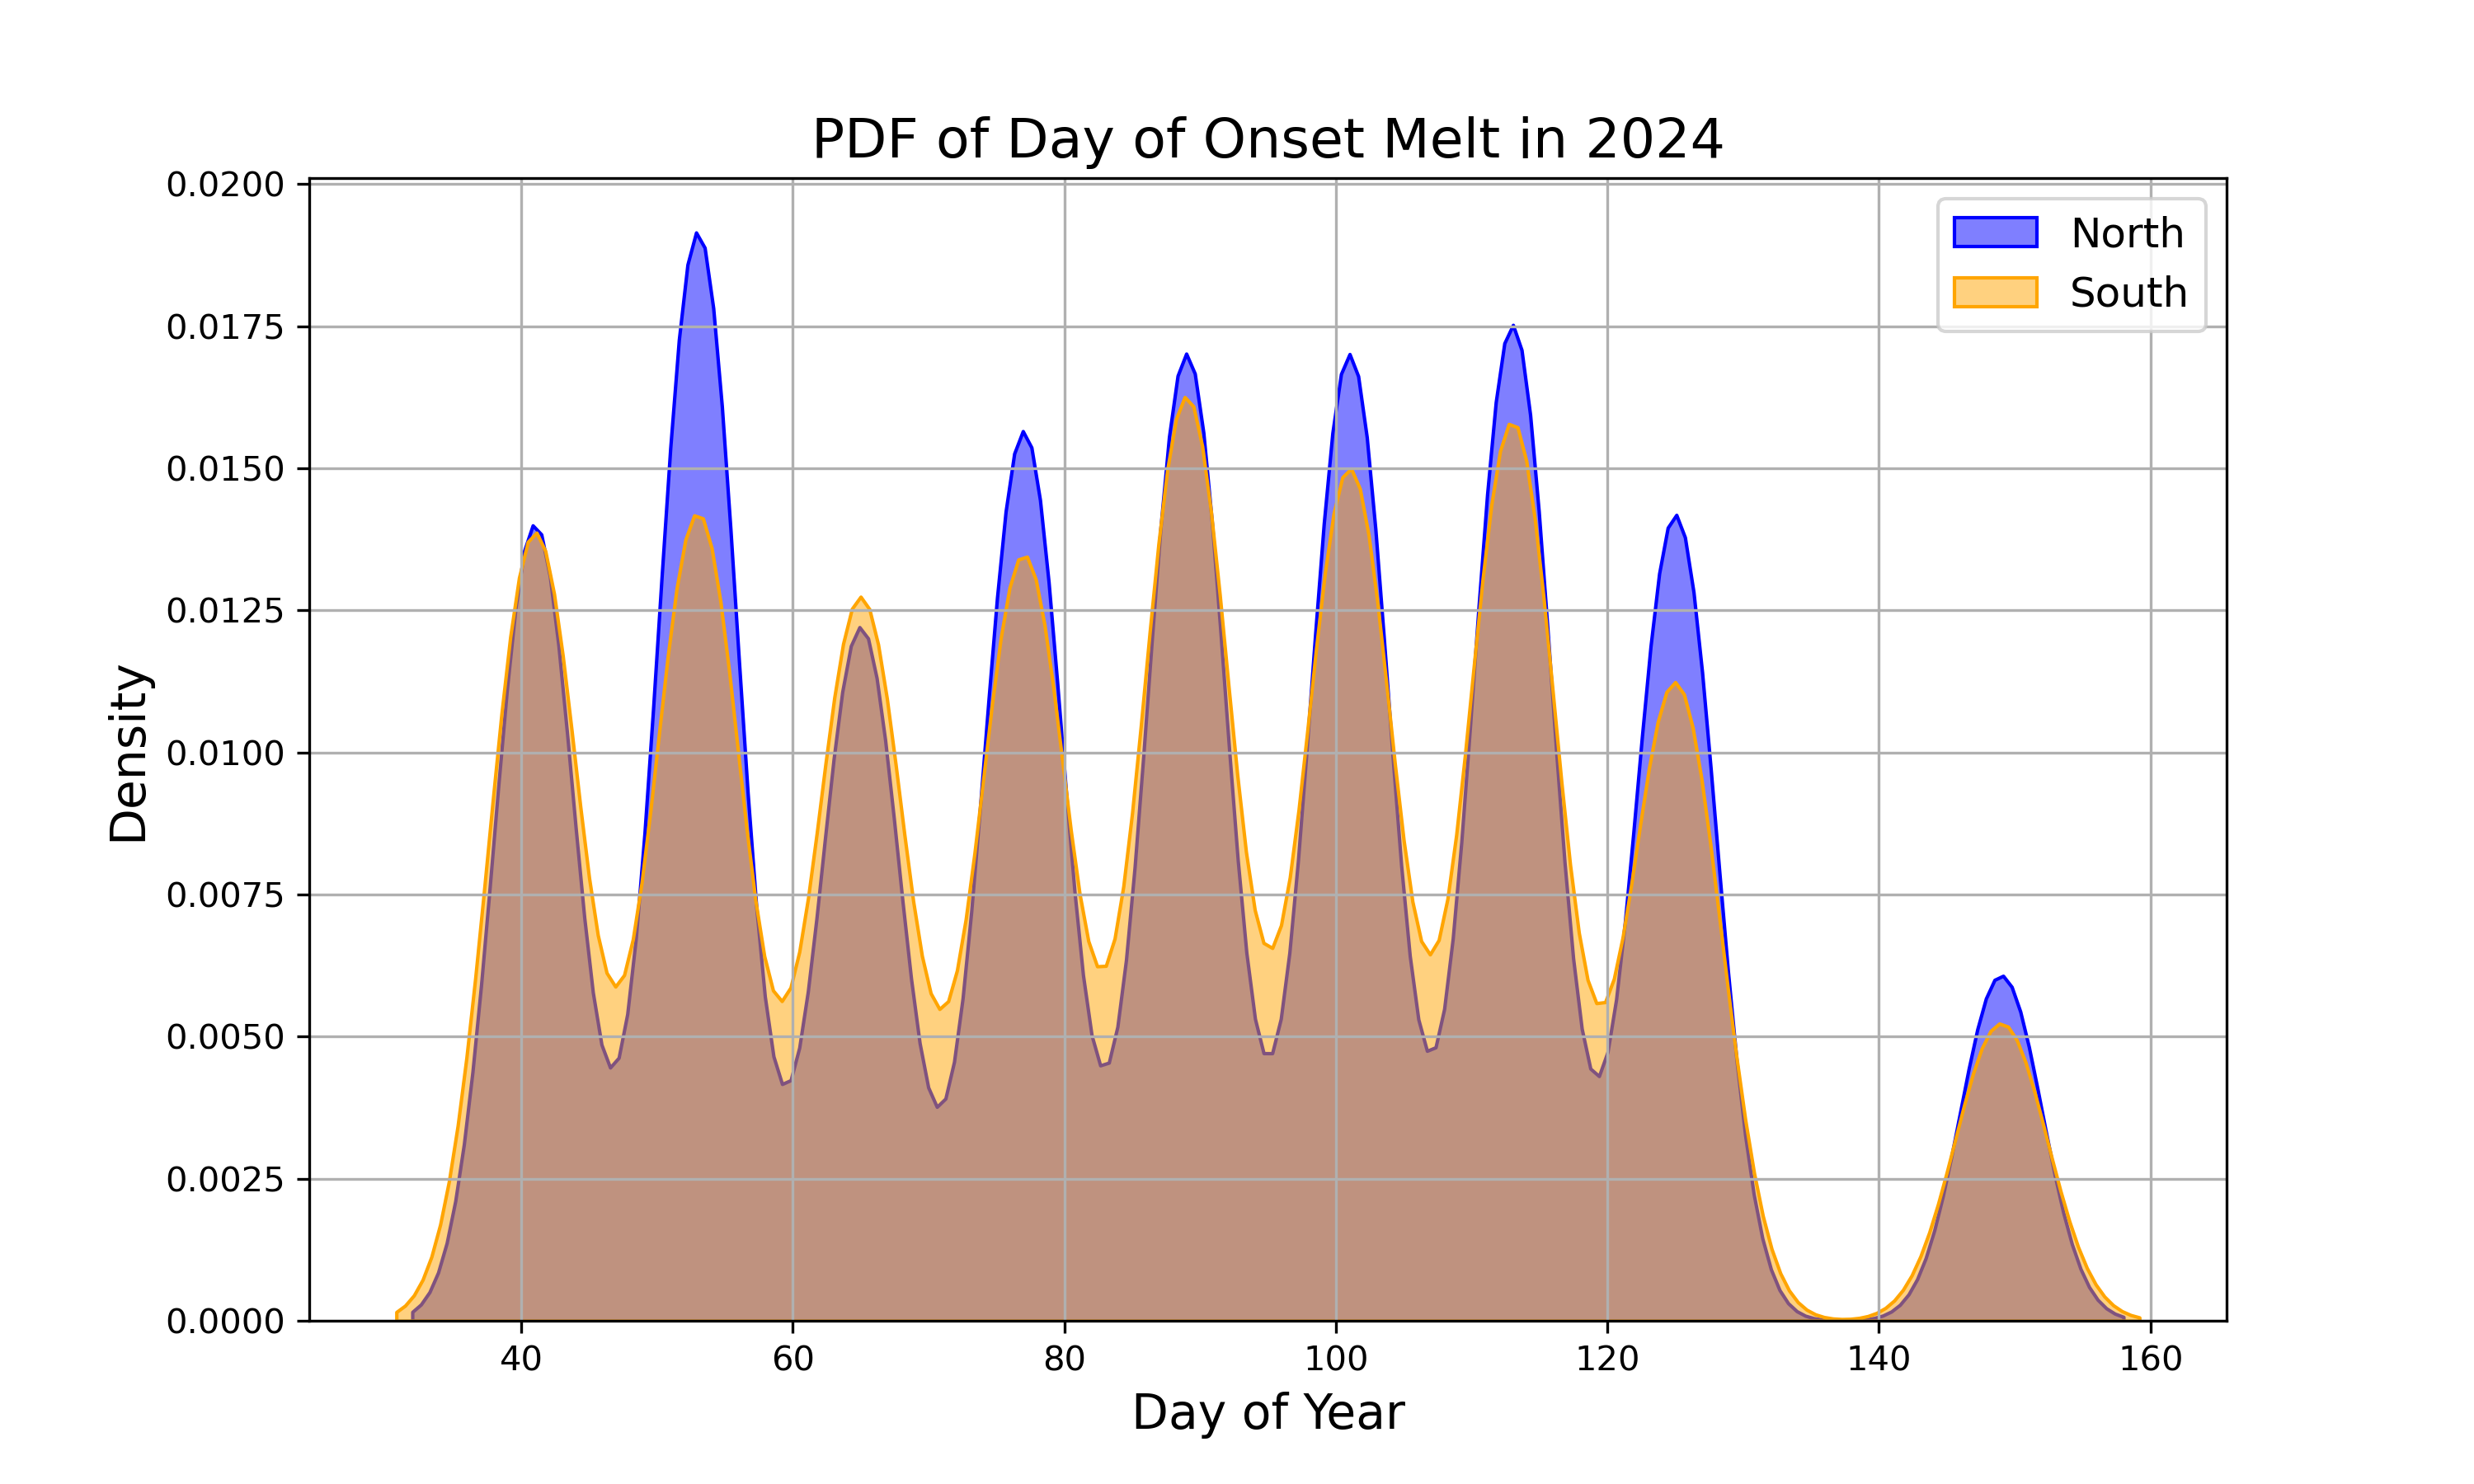 PDF of Day of Onset Melt in 2024
0.0200
0.0175
0.0150
0.0125
0.0100
0.0075
0.0050
0.0025
0.0000
Density
North
South
40 60 80 100 120 140 160
Day of Year